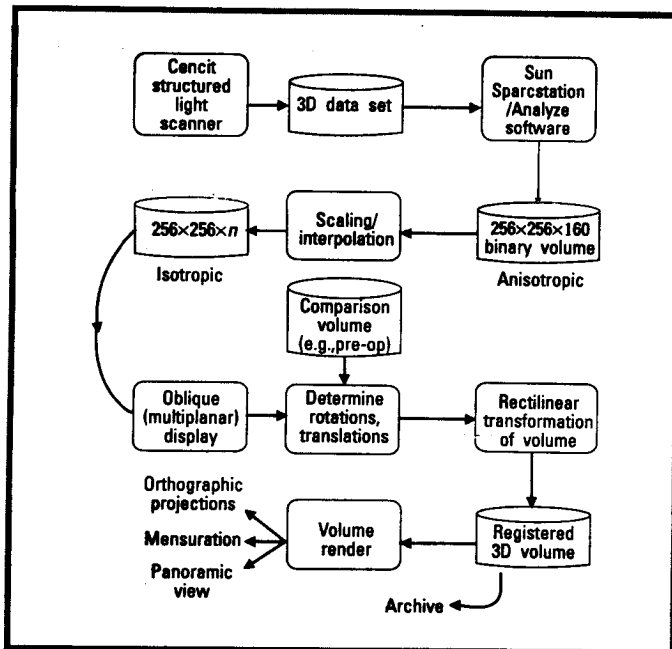 Cencit
structured
light
scanner
3D data set
Sun
Sparcstation
/Analyze
software
256×256×n
Isotropic
Scaling/
interpolation
256×256×160
binary volume
Anisotropic
Comparison
volume
(e.g.,pre-op)
Oblique
(multiplanar)
display
Determine
rotations,
translations
Rectilinear
transformation
of volume
Orthographic
projections
Mensuration
Panoramic
view
Volume
render
Registered
3D volume
Archive